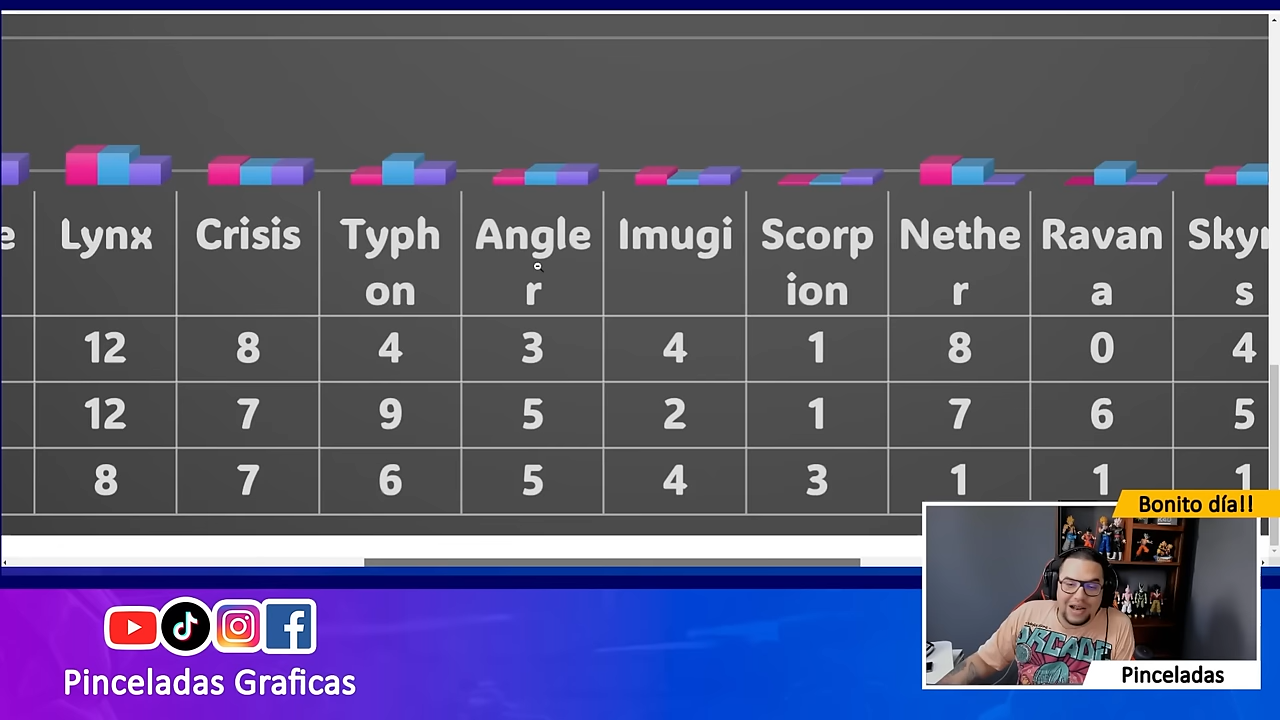 e Lynx Crisis Typh Angle Imugi Scorp Nethe Ravan
on r ion r a s
12 8 4 3 4 1 8 0 4
12 7 9 5 2 1 7 6 5
8 7 6 5 4 3 1 1 1
Bonito día!!
ARCADE
Pinceladas
Pinceladas Graficas